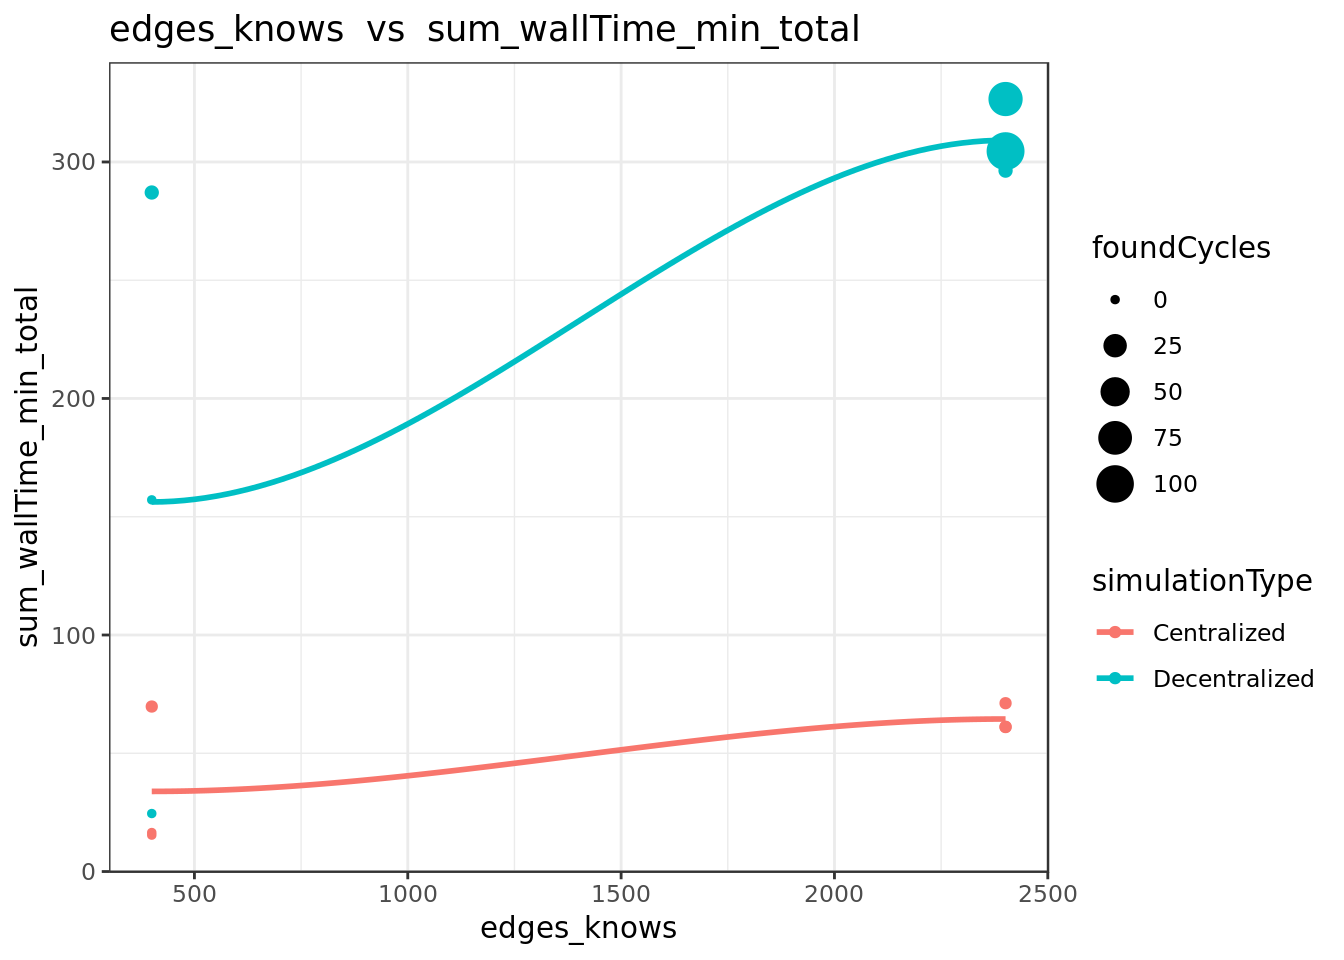 edges_knows  vs  sum_wallTime_min_total
sum_wallTime_min_total
300
200
100
0
500
1000
1500
2000
2500
edges_knows
foundCycles
0
25
50
75
100
simulationType
Centralized
Decentralized